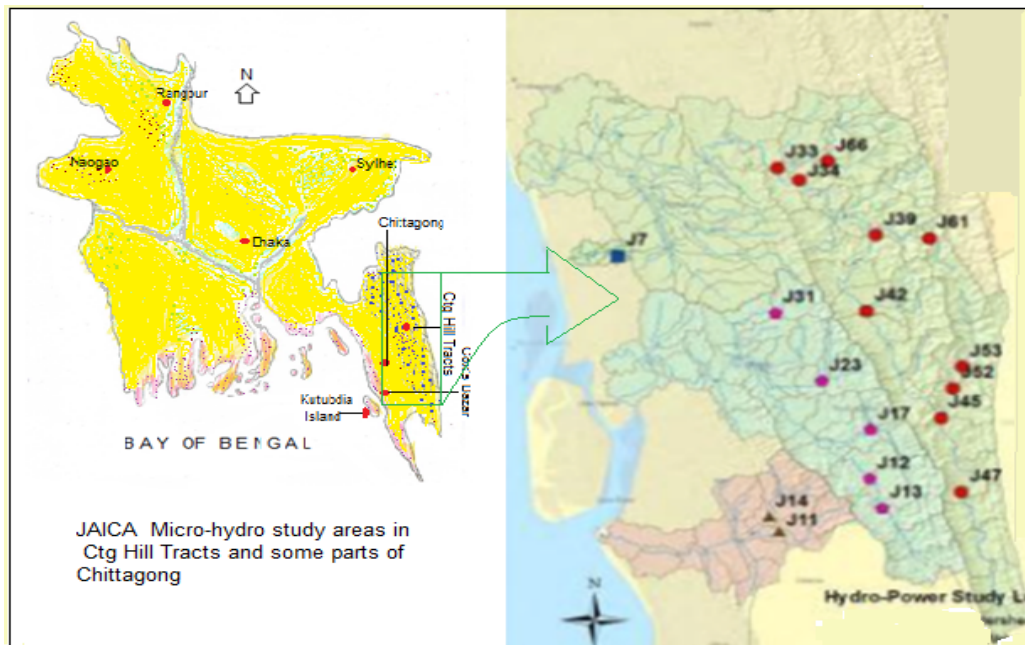 N
Rangpur
Naogao
Sylhet
Chittagong
Dhaka
Ctg Hill Tracts
Kutubdia
Island
BAY OF BENGAL
JAICA Micro-hydro study areas in
Ctg Hill Tracts and some parts of
Chittagong
J33
J66
J34
J39
J61
J7
J31
J42
J53
J52
J23
J45
J17
J12
J47
J13
J14
J11
N
Hydro-Power Study L